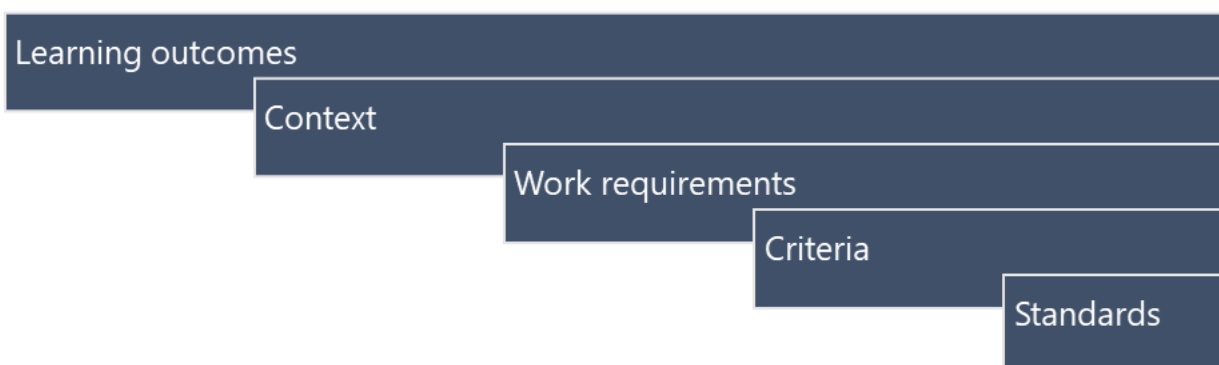 Learning outcomes
Context
Work requirements
Criteria
Standards